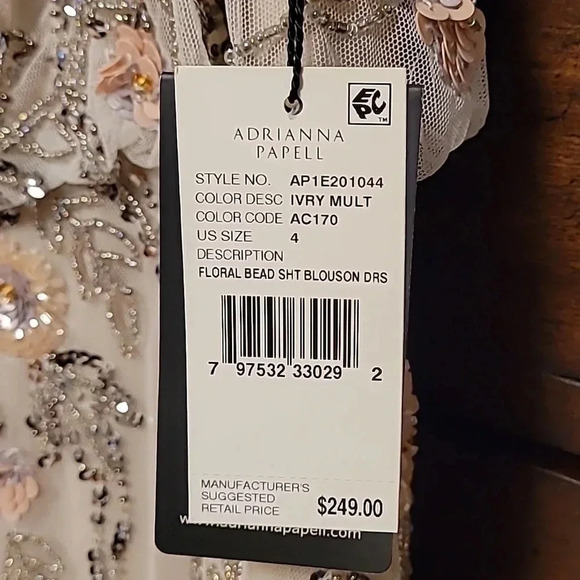 EPC™
ADRIANNA
PAPELL
STYLE NO. AP1E201044
COLOR DESC IVRY MULT
COLOR CODE AC170
US SIZE 4
DESCRIPTION
FLORAL BEAD SHT BLOUSON DRS
7 97532 33029 2
MANUFACTURER'S
SUGGESTED
RETAIL PRICE $249.00
www.adriannapapell.com